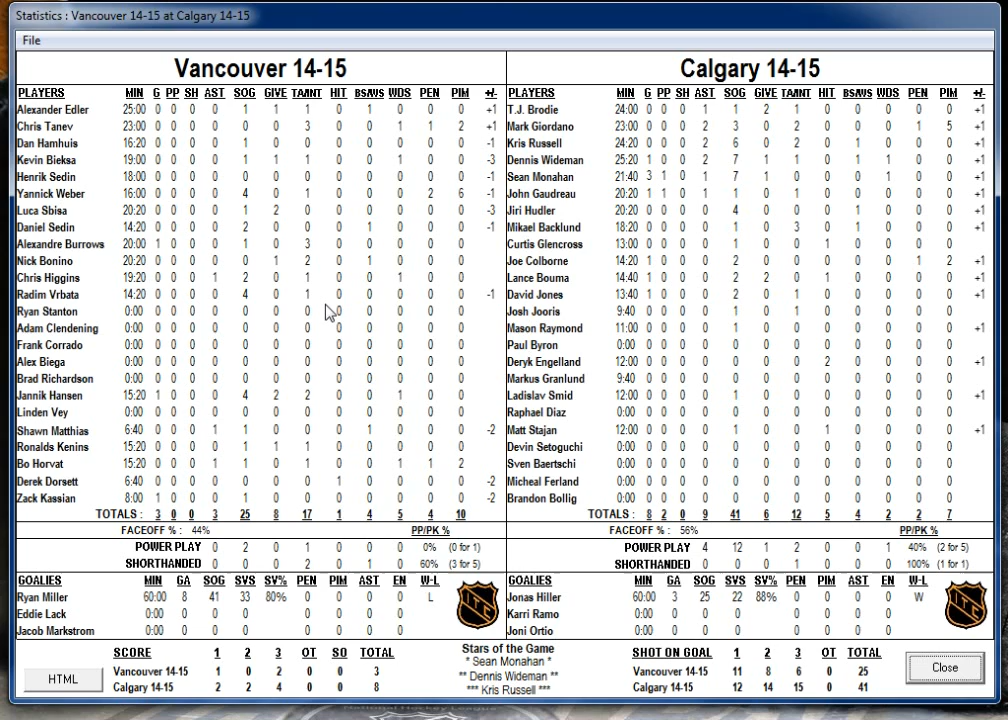 Statistics : Vancouver 14-15 at Calgary 14-15
File
Vancouver 14-15
PLAYERS MIN G PP SH AST SOG GIVE TA/INT HIT BS/WS WDS PEN PIM +/-
Alexander Edler 25:00 0 0 0 0 1 1 1 0 1 0 0 0 +1
Chris Tanev 23:00 0 0 0 0 0 0 3 0 0 1 1 2 +1
Dan Hamhuis 16:20 0 0 0 0 1 0 0 0 0 0 0 0 -1
Kevin Bieksa 19:00 0 0 0 0 1 1 1 0 0 1 0 0 -3
Henrik Sedin 18:00 0 0 0 0 0 0 0 0 0 0 0 0 -1
Yannick Weber 16:00 0 0 0 0 4 0 1 0 0 0 2 6 -1
Luca Sbisa 20:20 0 0 0 0 1 2 0 0 0 0 0 0 -3
Daniel Sedin 14:20 0 0 0 0 2 0 0 0 1 0 0 0 -1
Alexandre Burrows 20:00 1 0 0 0 1 0 3 0 0 0 0 0
Nick Bonino 20:20 0 0 0 0 0 1 2 0 1 0 0 0
Chris Higgins 19:20 0 0 0 1 2 0 1 0 0 1 0 0
Radim Vrbata 14:20 0 0 0 0 4 0 1 0 0 0 0 0 -1
Ryan Stanton 0:00 0 0 0 0 0 0 0 0 0 0 0 0
Adam Clendening 0:00 0 0 0 0 0 0 0 0 0 0 0 0
Frank Corrado 0:00 0 0 0 0 0 0 0 0 0 0 0 0
Alex Biega 0:00 0 0 0 0 0 0 0 0 0 0 0 0
Brad Richardson 0:00 0 0 0 0 0 0 0 0 0 0 0 0
Jannik Hansen 15:20 1 0 0 0 4 2 2 0 0 1 0 0
Linden Vey 0:00 0 0 0 0 0 0 0 0 0 0 0 0
Shawn Matthias 6:40 0 0 0 1 1 0 0 0 1 0 0 0 -2
Ronalds Kenins 15:20 0 0 0 0 1 1 1 0 0 0 0 0
Bo Horvat 15:20 0 0 0 1 1 0 1 0 0 1 1 2
Derek Dorsett 6:40 0 0 0 0 0 0 0 1 0 0 0 0 -2
Zack Kassian 8:00 1 0 0 0 1 0 0 0 0 0 0 0 -2
TOTALS : 3 0 0 3 25 8 17 1 4 5 4 10
FACEOFF % : 44% PP/PK %
POWER PLAY 0 2 0 1 0 0 0 0% (0 for 1)
SHORTHANDED 0 0 0 2 0 1 0 60% (3 for 5)
GOALIES MIN GA SOG SVS SV% PEN PIM AST EN W-L
Ryan Miller 60:00 8 41 33 80% 0 0 0 0 L
Eddie Lack 0:00 0 0 0 0 0 0 0
Jacob Markstrom 0:00 0 0 0 0 0 0 0
ITC
Calgary 14-15
PLAYERS MIN G PP SH AST SOG GIVE TA/INT HIT BS/WS WDS PEN PIM +/-
T.J. Brodie 24:00 0 0 0 1 1 2 1 0 0 0 0 0 +1
Mark Giordano 23:00 0 0 0 2 3 0 2 0 0 0 1 5 +1
Kris Russell 24:20 0 0 0 2 6 0 2 0 1 0 0 0 +1
Dennis Wideman 25:20 1 0 0 2 7 1 1 0 1 1 0 0 +1
Sean Monahan 21:40 3 1 0 1 7 1 0 0 0 1 0 0 +1
John Gaudreau 20:20 1 1 0 1 1 0 1 0 0 0 0 0 +1
Jiri Hudler 20:20 0 0 0 0 4 0 0 0 1 0 0 0 +1
Mikael Backlund 18:20 0 0 0 0 2 1 3 0 1 0 0 0 +1
Curtis Glencross 13:00 0 0 0 0 1 0 0 1 0 0 0 0
Joe Colborne 14:20 1 0 0 0 2 0 0 0 0 0 1 2 +1
Lance Bouma 14:40 1 0 0 0 2 2 0 1 0 0 0 0 +1
David Jones 13:40 1 0 0 0 2 0 1 0 0 0 0 0 +1
Josh Jooris 9:40 0 0 0 0 1 0 1 0 0 0 0 0
Mason Raymond 11:00 0 0 0 0 1 0 0 0 0 0 0 0 +1
Paul Byron 0:00 0 0 0 0 0 0 0 0 0 0 0 0
Deryk Engelland 12:00 0 0 0 0 0 0 0 2 0 0 0 0 +1
Markus Granlund 9:40 0 0 0 0 0 0 0 0 0 0 0 0
Ladislav Smid 12:00 0 0 0 0 1 0 0 0 0 0 0 0 +1
Raphael Diaz 0:00 0 0 0 0 0 0 0 0 0 0 0 0
Matt Stajan 12:00 0 0 0 0 1 0 0 1 0 0 0 0 +1
Devin Setoguchi 0:00 0 0 0 0 0 0 0 0 0 0 0 0
Sven Baertschi 0:00 0 0 0 0 0 0 0 0 0 0 0 0
Micheal Ferland 0:00 0 0 0 0 0 0 0 0 0 0 0 0
Brandon Bollig 0:00 0 0 0 0 0 0 0 0 0 0 0 0
TOTALS : 8 2 0 9 41 6 12 5 4 2 2 7
FACEOFF % : 56% PP/PK %
POWER PLAY 4 12 1 2 0 0 1 40% (2 for 5)
SHORTHANDED 0 0 0 1 0 0 0 100% (1 for 1)
GOALIES MIN GA SOG SVS SV% PEN PIM AST EN W-L
Jonas Hiller 60:00 3 25 22 88% 0 0 0 0 W
Karri Ramo 0:00 0 0 0 0 0 0 0
Joni Ortio 0:00 0 0 0 0 0 0 0
ITC
SCORE 1 2 3 OT SO TOTAL
Vancouver 14-15 1 0 2 0 0 3
Calgary 14-15 2 2 4 0 0 8
HTML
Stars of the Game
* Sean Monahan *
** Dennis Wideman **
*** Kris Russell ***
SHOT ON GOAL 1 2 3 OT TOTAL
Vancouver 14-15 11 8 6 0 25
Calgary 14-15 12 14 15 0 41
Close
National Hockey League